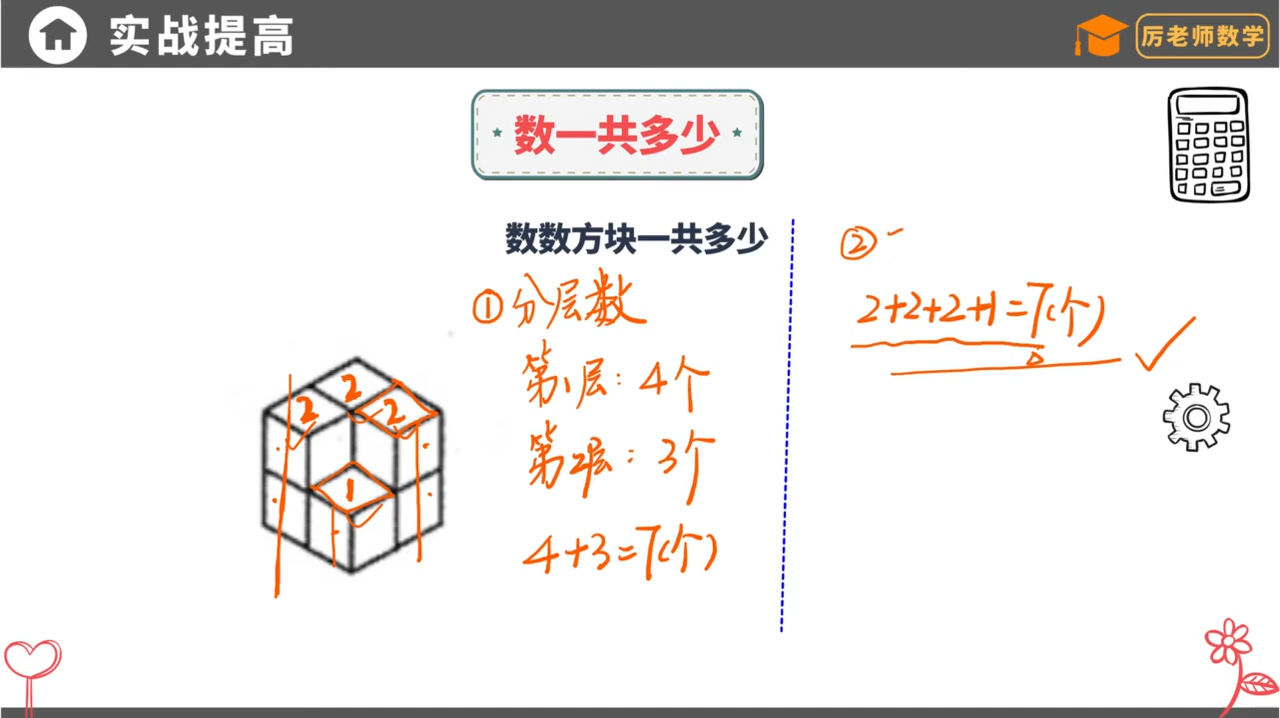 实战提高
厉老师数学
数一共多少
数数方块一共多少
①分层数
第1层：4个
第2层：3个
4+3=7(个)
②
2+2+2+1=7(个)
2
2
2
1